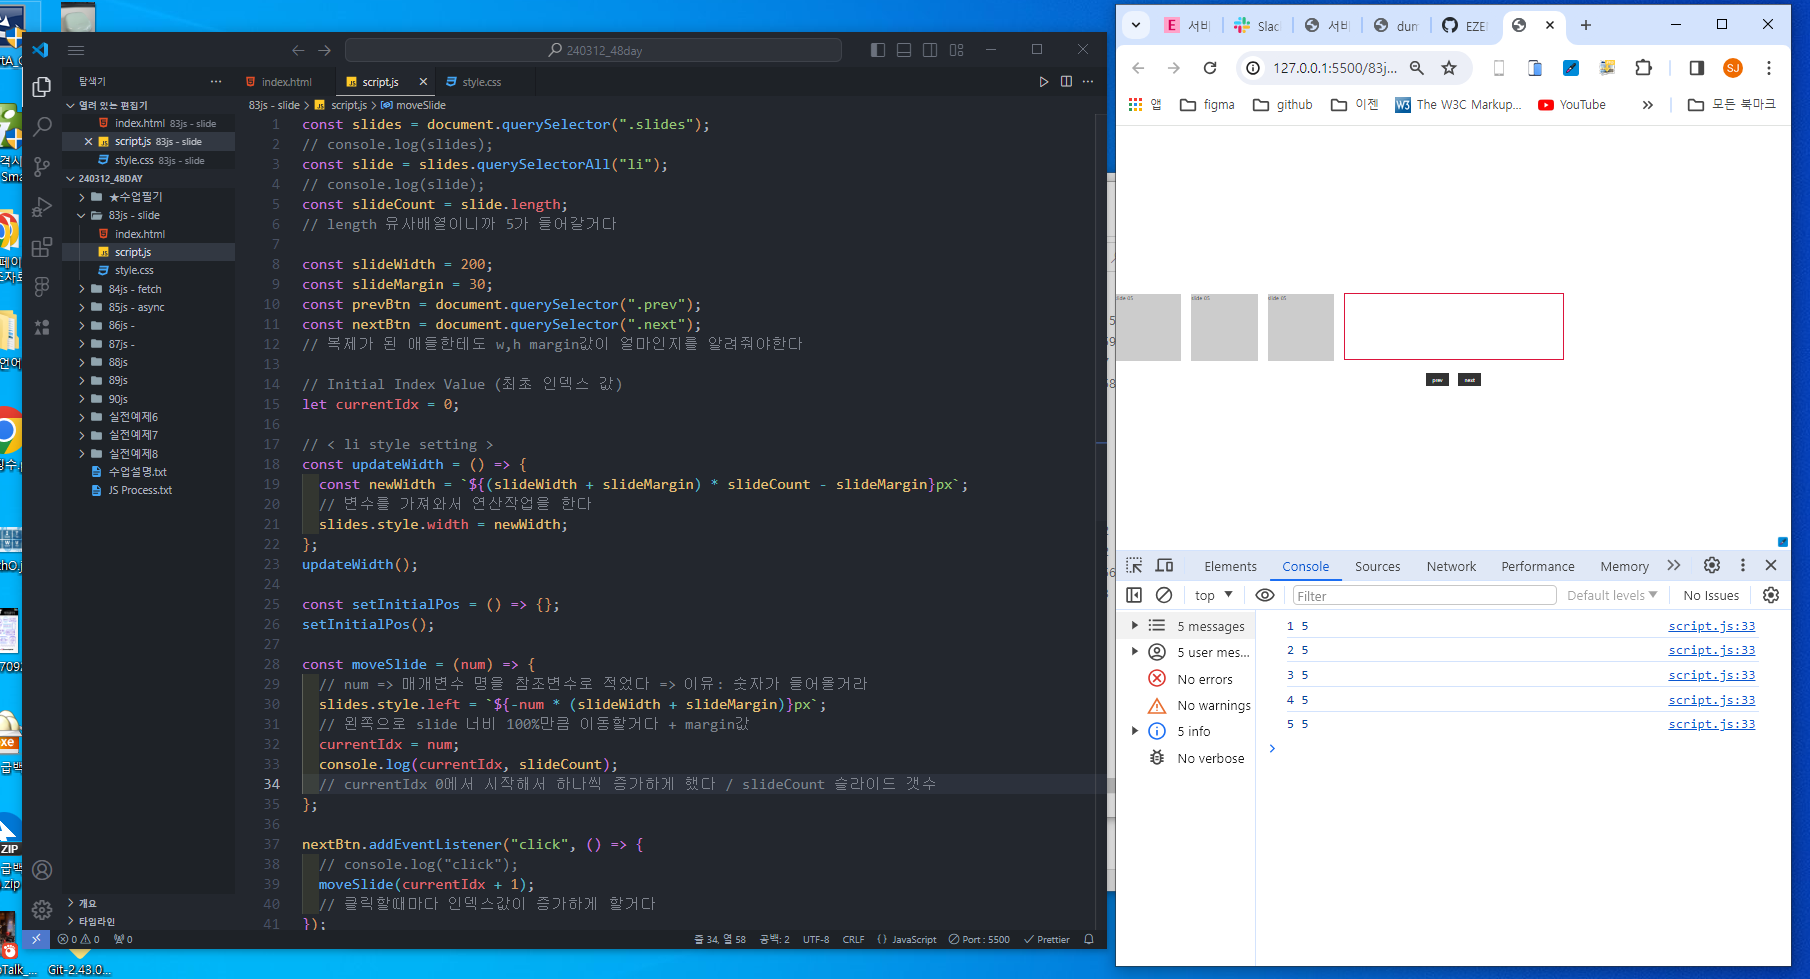 240312_48day
탐색기
index.html
script.js
style.css
열려 있는 편집기
index.html 83js - slide
script.js 83js - slide
style.css 83js - slide
240312_48DAY
★수업필기
83js - slide
index.html
script.js
style.css
84js - fetch
85js - async
86js -
87js -
88js
89js
90js
실전예제6
실전예제7
실전예제8
수업설명.txt
JS Process.txt
개요
타임라인
83js - slide > script.js > moveSlide
1 const slides = document.querySelector(".slides");
2 // console.log(slides);
3 const slide = slides.querySelectorAll("li");
4 // console.log(slide);
5 const slideCount = slide.length;
6 // length 유사배열이니까 5가 들어갈거다
7
8 const slideWidth = 200;
9 const slideMargin = 30;
10 const prevBtn = document.querySelector(".prev");
11 const nextBtn = document.querySelector(".next");
12 // 복제가 된 애들한테도 w,h margin값이 얼마인지를 알려줘야한다
13
14 // Initial Index Value (최초 인덱스 값)
15 let currentIdx = 0;
16
17 // < li style setting >
18 const updateWidth = () => {
19 const newWidth = `${(slideWidth + slideMargin) * slideCount - slideMargin}px`;
20 // 변수를 가져와서 연산작업을 한다
21 slides.style.width = newWidth;
22 };
23 updateWidth();
24
25 const setInitialPos = () => {};
26 setInitialPos();
27
28 const moveSlide = (num) => {
29 // num => 매개변수 명을 참조변수로 적었다 => 이유: 숫자가 들어올거라
30 slides.style.left = `${-num * (slideWidth + slideMargin)}px`;
31 // 왼쪽으로 slide 너비 100%만큼 이동할거다 + margin값
32 currentIdx = num;
33 console.log(currentIdx, slideCount);
34 // currentIdx 0에서 시작해서 하나씩 증가하게 했다 / slideCount 슬라이드 갯수
35 };
36
37 nextBtn.addEventListener("click", () => {
38 // console.log("click");
39 moveSlide(currentIdx + 1);
40 // 클릭할때마다 인덱스값이 증가하게 할거다
41 });
0 0 0
줄 34, 열 58 공백: 2 UTF-8 CRLF {} JavaScript Port : 5500 Prettier
Git-2.43.0...
서비
Slac
서비
dum
EZEI
127.0.0.1:5500/83j...
SJ
앱
figma
github
이젠
W3
The W3C Markup...
YouTube
모든 북마크
slide 05
slide 05
prev
next
Elements
Console
Sources
Network
Performance
Memory
top
Filter
Default levels
No Issues
5 messages
5 user mes...
No errors
No warnings
5 info
No verbose
1 5 script.js:33
2 5 script.js:33
3 5 script.js:33
4 5 script.js:33
5 5 script.js:33